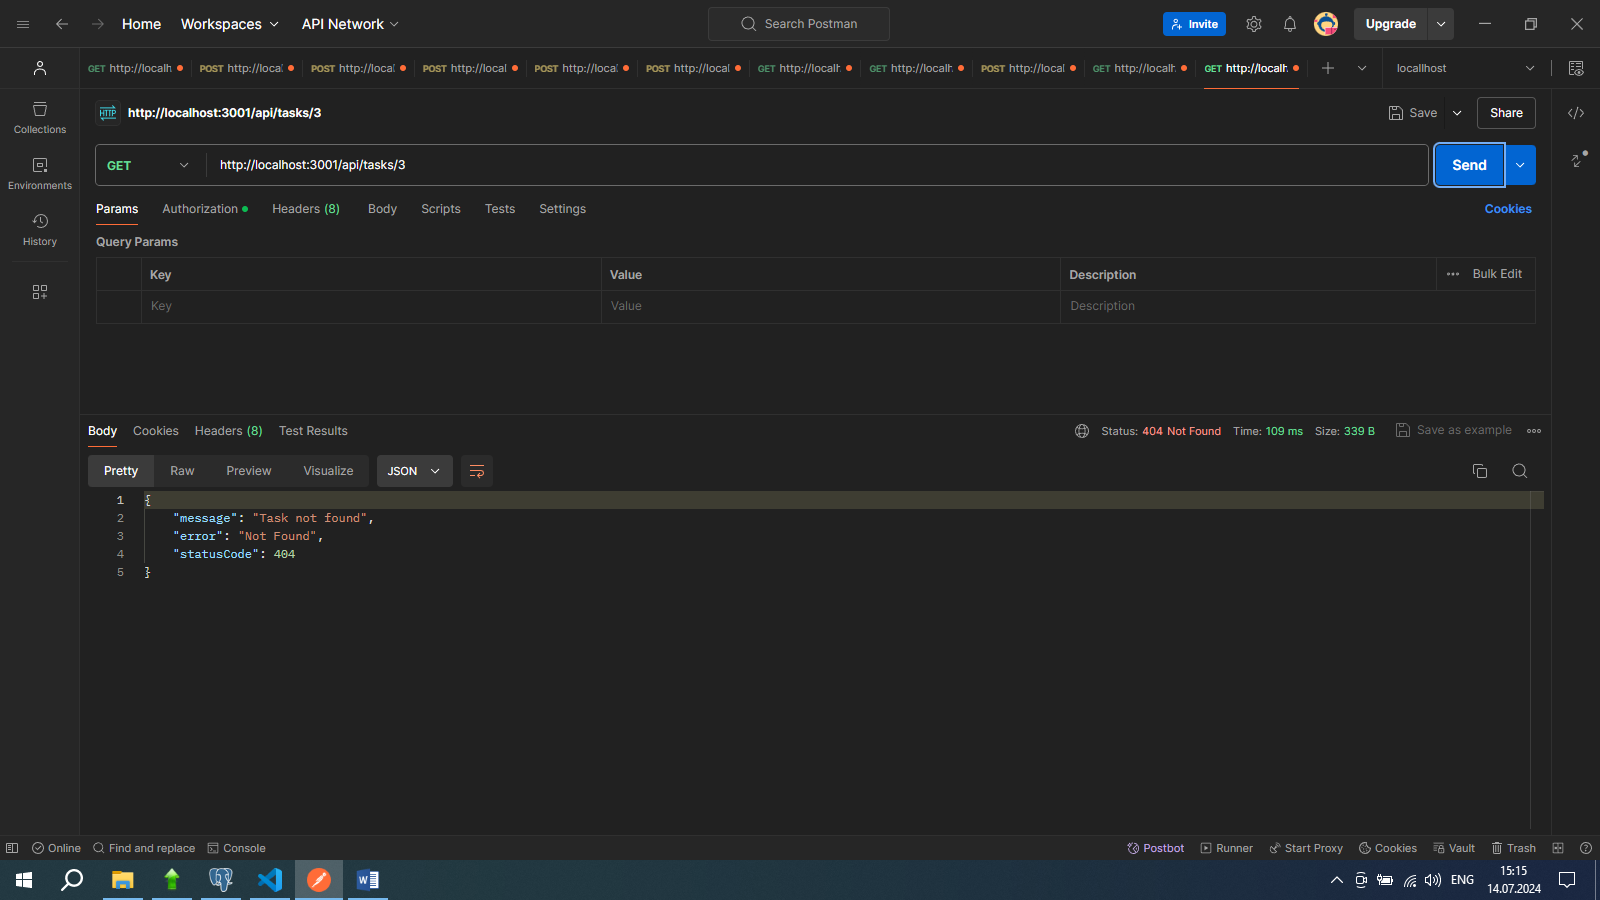 Home Workspaces API Network Search Postman Invite Upgrade
GET http://localh POST http://local POST http://local POST http://local POST http://local POST http://local GET http://localh GET http://localh POST http://local GET http://localh GET http://localh localhost
HTTP http://localhost:3001/api/tasks/3 Save Share
Collections
GET http://localhost:3001/api/tasks/3 Send
Environments
Params Authorization Headers (8) Body Scripts Tests Settings Cookies
History
Query Params
Key Value Description Bulk Edit
Key Value Description
Body Cookies Headers (8) Test Results Status: 404 Not Found Time: 109 ms Size: 339 B Save as example
Pretty Raw Preview Visualize JSON
1 {
2 "message": "Task not found",
3 "error": "Not Found",
4 "statusCode": 404
5 }
Online Find and replace Console Postbot Runner Start Proxy Cookies Vault Trash
W ENG 15:15
14.07.2024